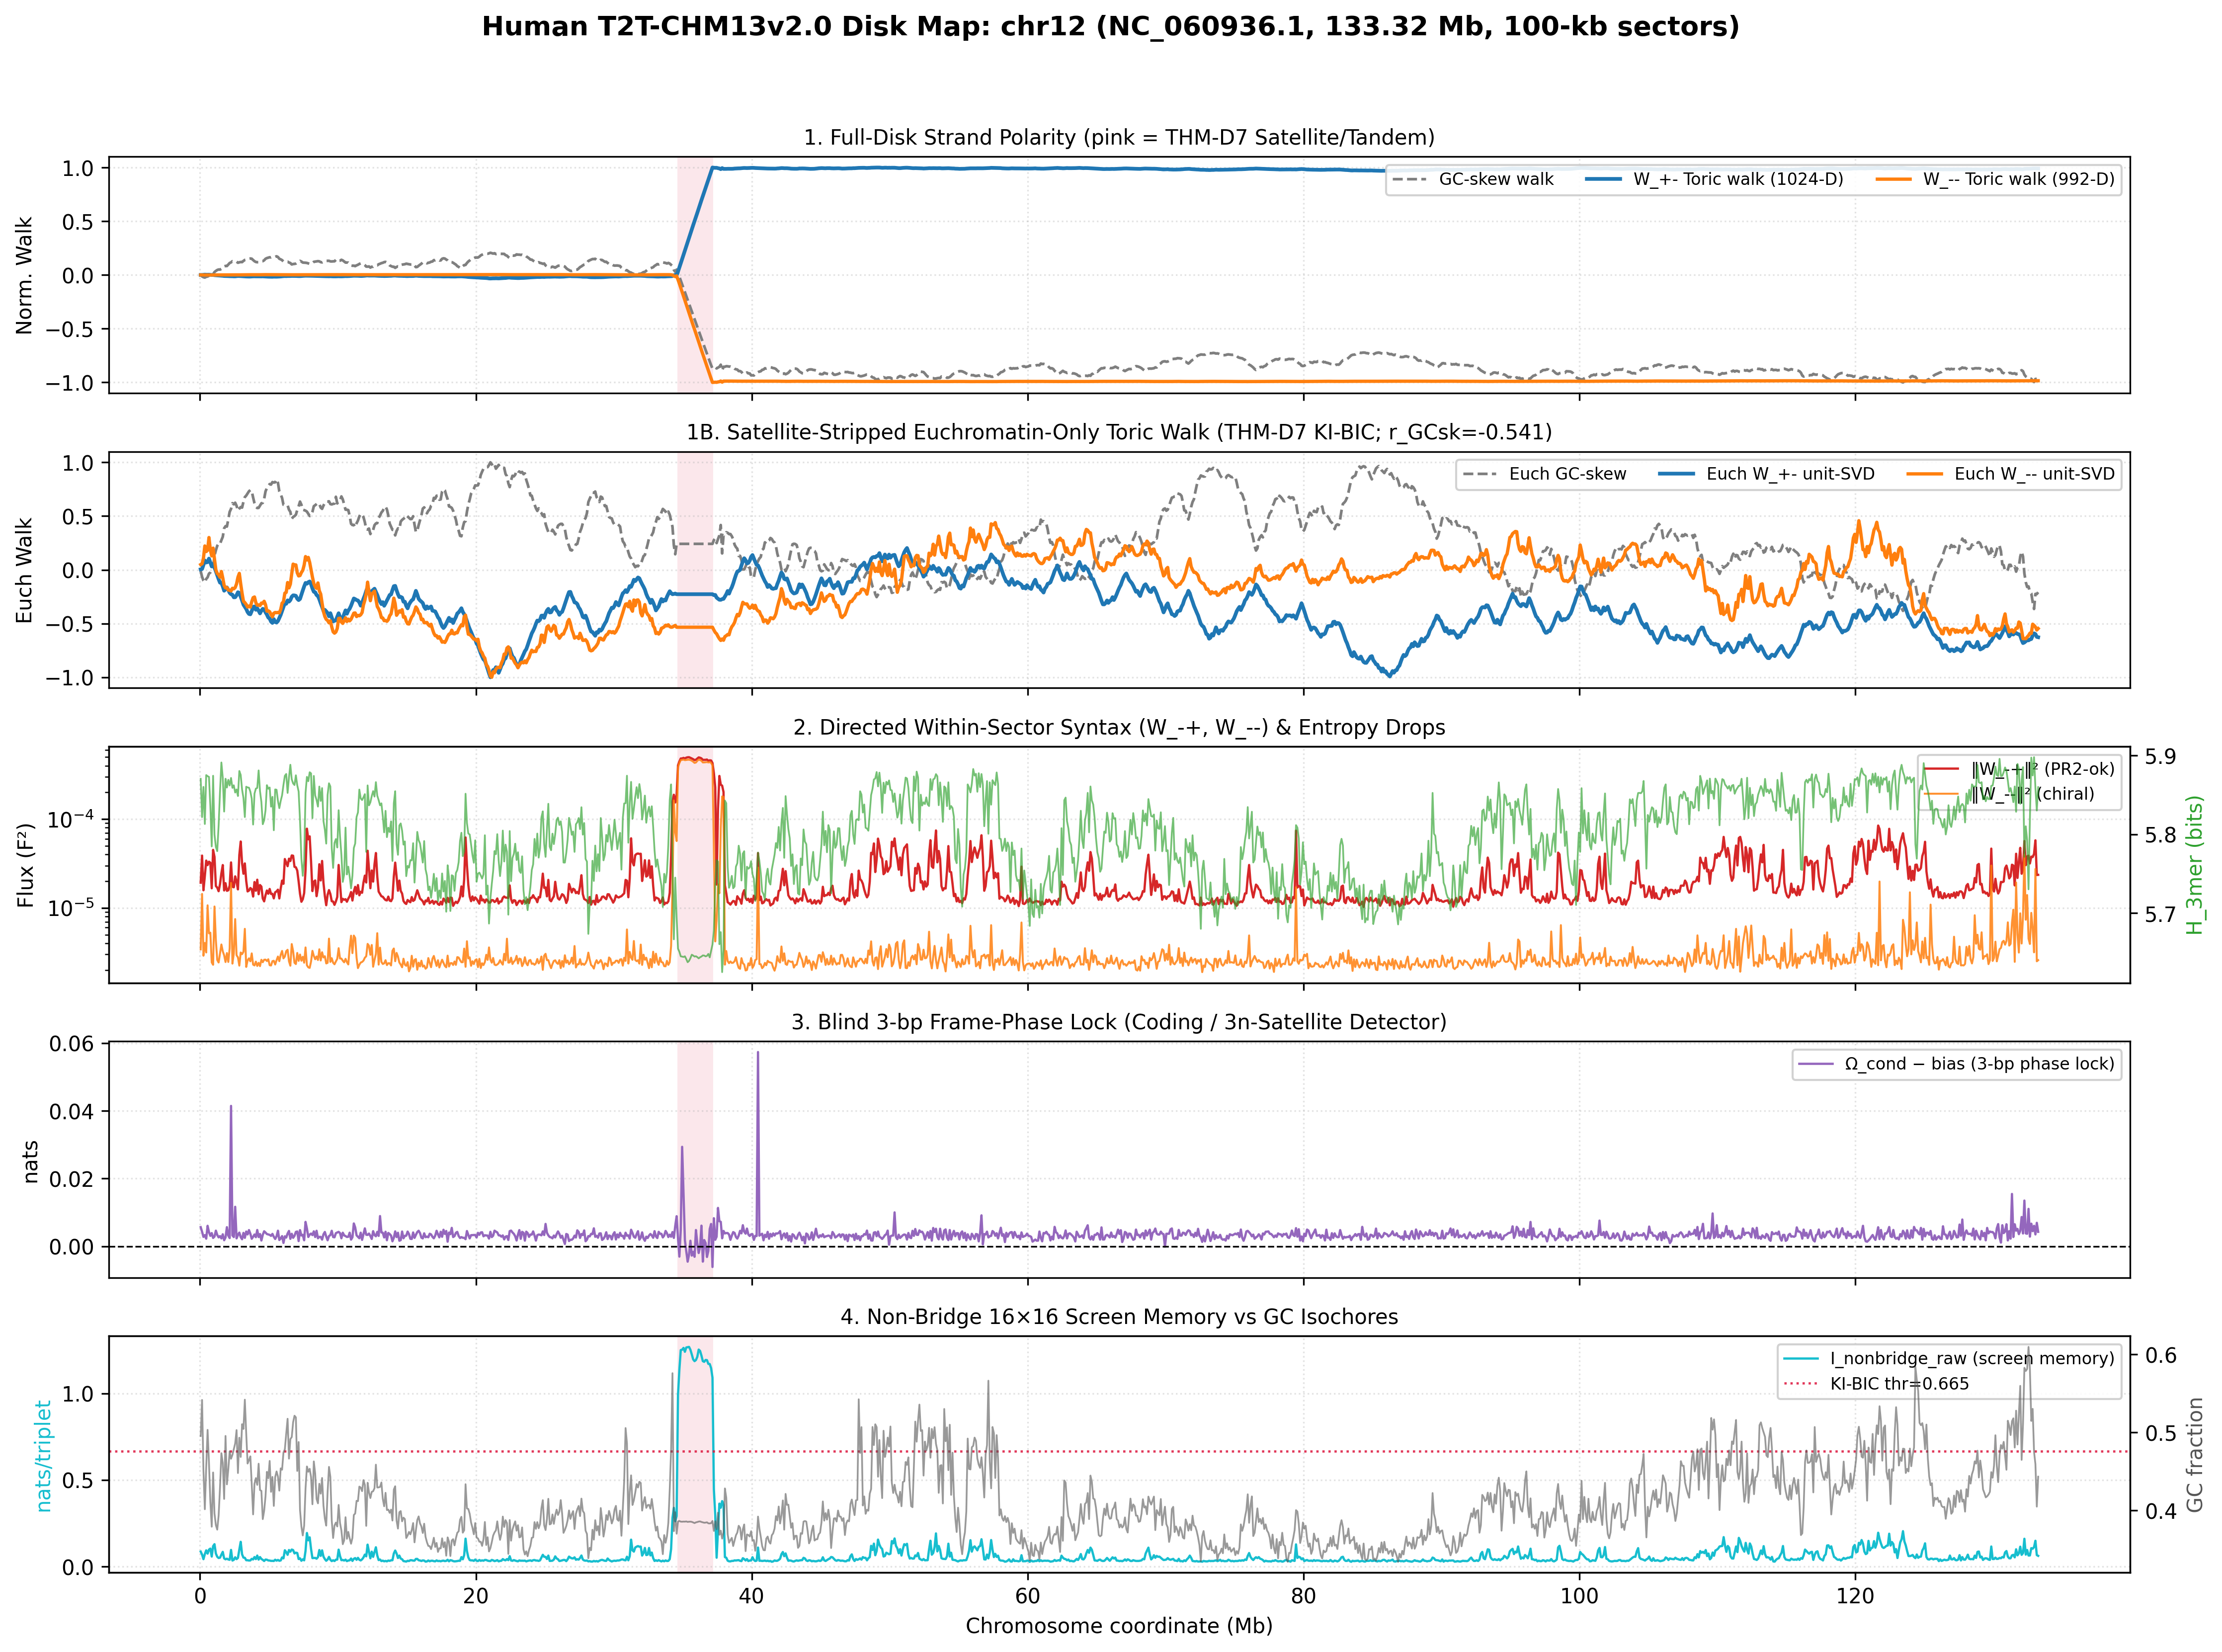 Human T2T-CHM13v2.0 Disk Map: chr12 (NC_060936.1, 133.32 Mb, 100-kb sectors)
1. Full-Disk Strand Polarity (pink = THM-D7 Satellite/Tandem)
Norm. Walk
1.0
0.5
0.0
−0.5
−1.0
GC-skew walk
W_+- Toric walk (1024-D)
W_-- Toric walk (992-D)
1B. Satellite-Stripped Euchromatin-Only Toric Walk (THM-D7 KI-BIC; r_GCsk=-0.541)
Euch Walk
1.0
0.5
0.0
−0.5
−1.0
Euch GC-skew
Euch W_+- unit-SVD
Euch W_-- unit-SVD
2. Directed Within-Sector Syntax (W_-+, W_--) & Entropy Drops
Flux (F²)
10⁻⁴
10⁻⁵
‖W_-+‖² (PR2-ok)
‖W_--‖² (chiral)
5.9
5.8
5.7
H_3mer (bits)
3. Blind 3-bp Frame-Phase Lock (Coding / 3n-Satellite Detector)
nats
0.06
0.04
0.02
0.00
Ω_cond − bias (3-bp phase lock)
4. Non-Bridge 16×16 Screen Memory vs GC Isochores
nats/triplet
1.0
0.5
0.0
I_nonbridge_raw (screen memory)
KI-BIC thr=0.665
0.6
0.5
0.4
GC fraction
0
20
40
60
80
100
120
Chromosome coordinate (Mb)